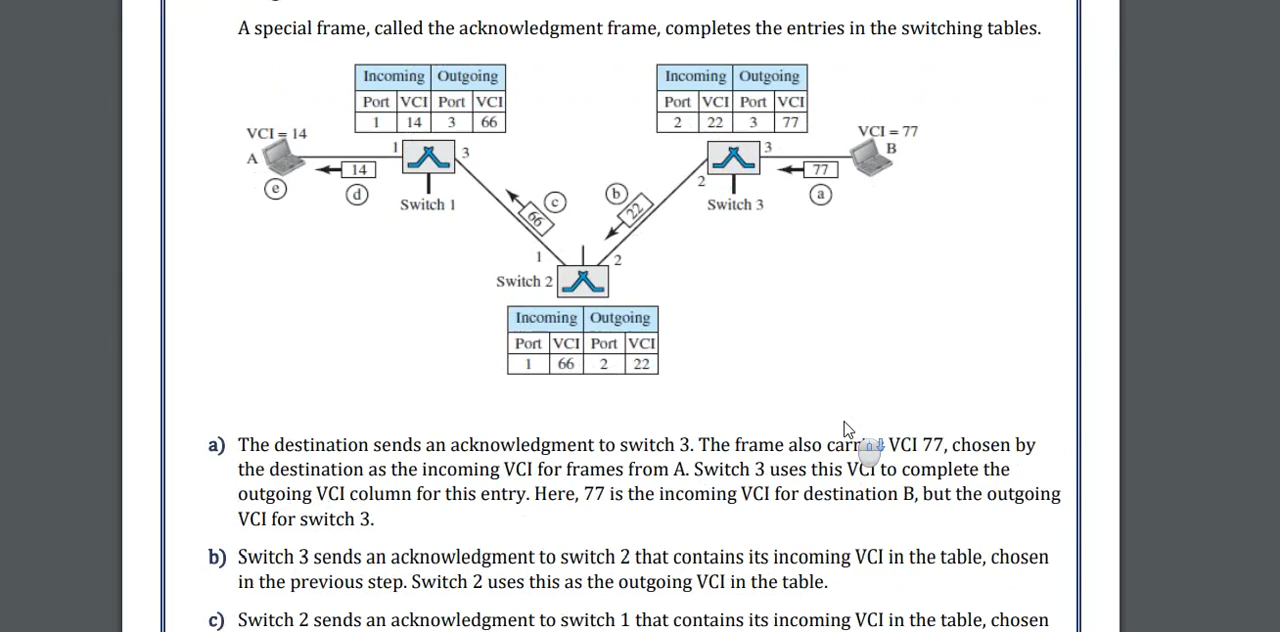 A special frame, called the acknowledgment frame, completes the entries in the switching tables.
Incoming Outgoing
Port VCI Port VCI
1 14 3 66
Incoming Outgoing
Port VCI Port VCI
2 22 3 77
VCI = 14
A
e
14
d
1
3
Switch 1
66
c
b
22
VCI = 77
B
3
77
a
2
Switch 3
1
2
Switch 2
Incoming Outgoing
Port VCI Port VCI
1 66 2 22
a) The destination sends an acknowledgment to switch 3. The frame also VCI 77, chosen by
the destination as the incoming VCI for frames from A. Switch 3 uses this VCI to complete the
outgoing VCI column for this entry. Here, 77 is the incoming VCI for destination B, but the outgoing
VCI for switch 3.
b) Switch 3 sends an acknowledgment to switch 2 that contains its incoming VCI in the table, chosen
in the previous step. Switch 2 uses this as the outgoing VCI in the table.
c) Switch 2 sends an acknowledgment to switch 1 that contains its incoming VCI in the table, chosen